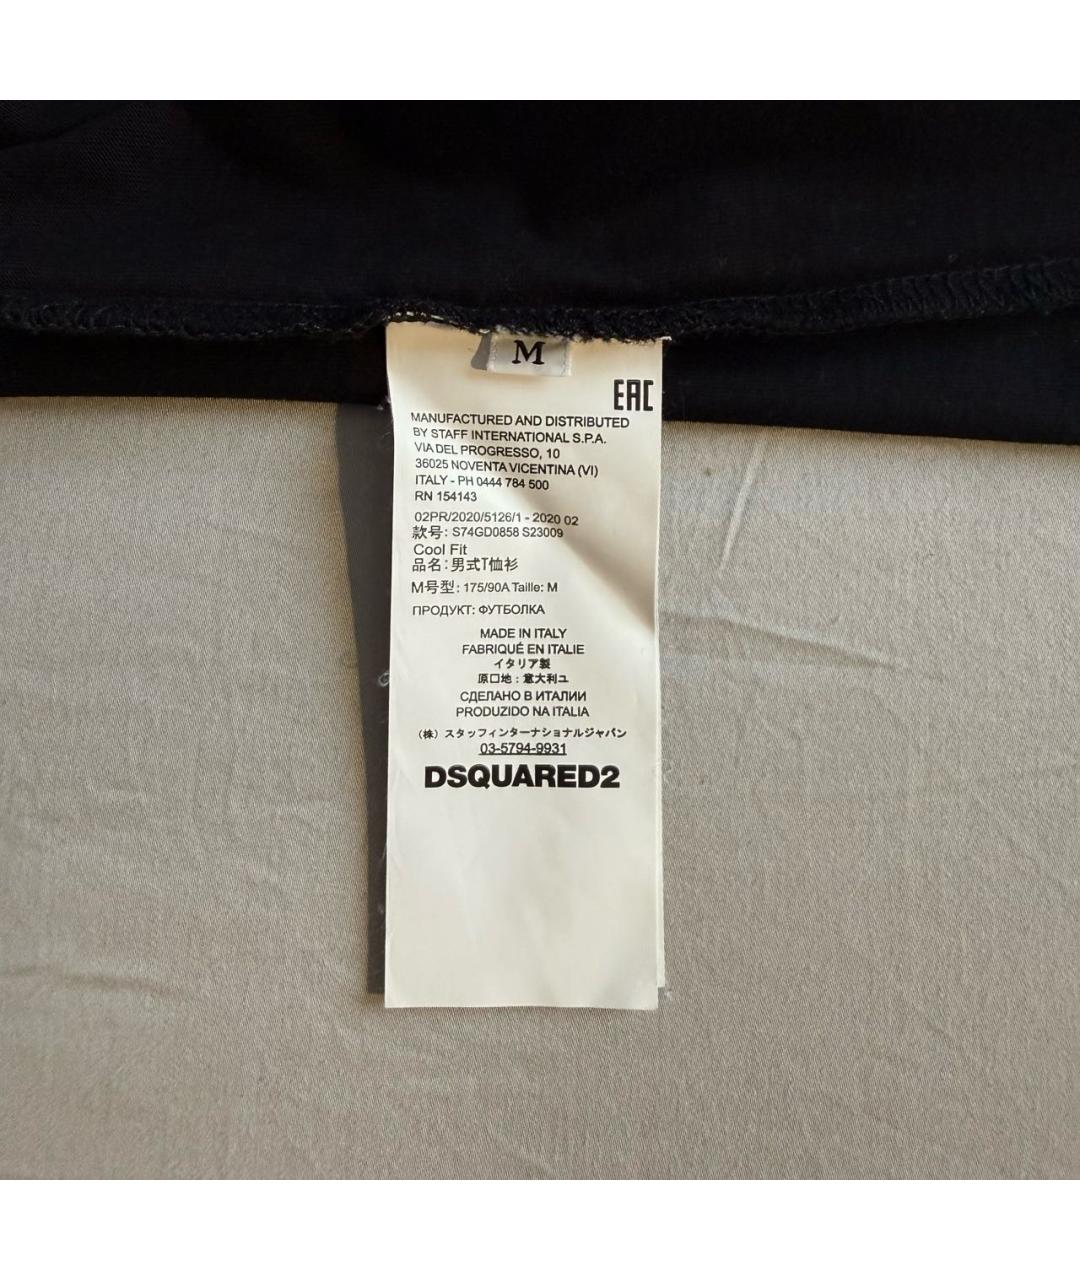 M
EAC
MANUFACTURED AND DISTRIBUTED
BY STAFF INTERNATIONAL S.P.A.
VIA DEL PROGRESSO, 10
36025 NOVENTA VICENTINA (VI)
ITALY - PH 0444 784 500
RN 154143
02PR/2020/5126/1 - 2020 02
款号: S74GD0858 S23009
Cool Fit
品名:男式T恤衫
M号型: 175/90A Taille: M
ПРОДУКТ: ФУТБОЛКА
MADE IN ITALY
FABRIQUÉ EN ITALIE
イタリア製
原口地:意大利ユ
СДЕЛАНО В ИТАЛИИ
PRODUZIDO NA ITALIA
(株) スタッフィンターナショナルジャパン
03-5794-9931
DSQUARED2